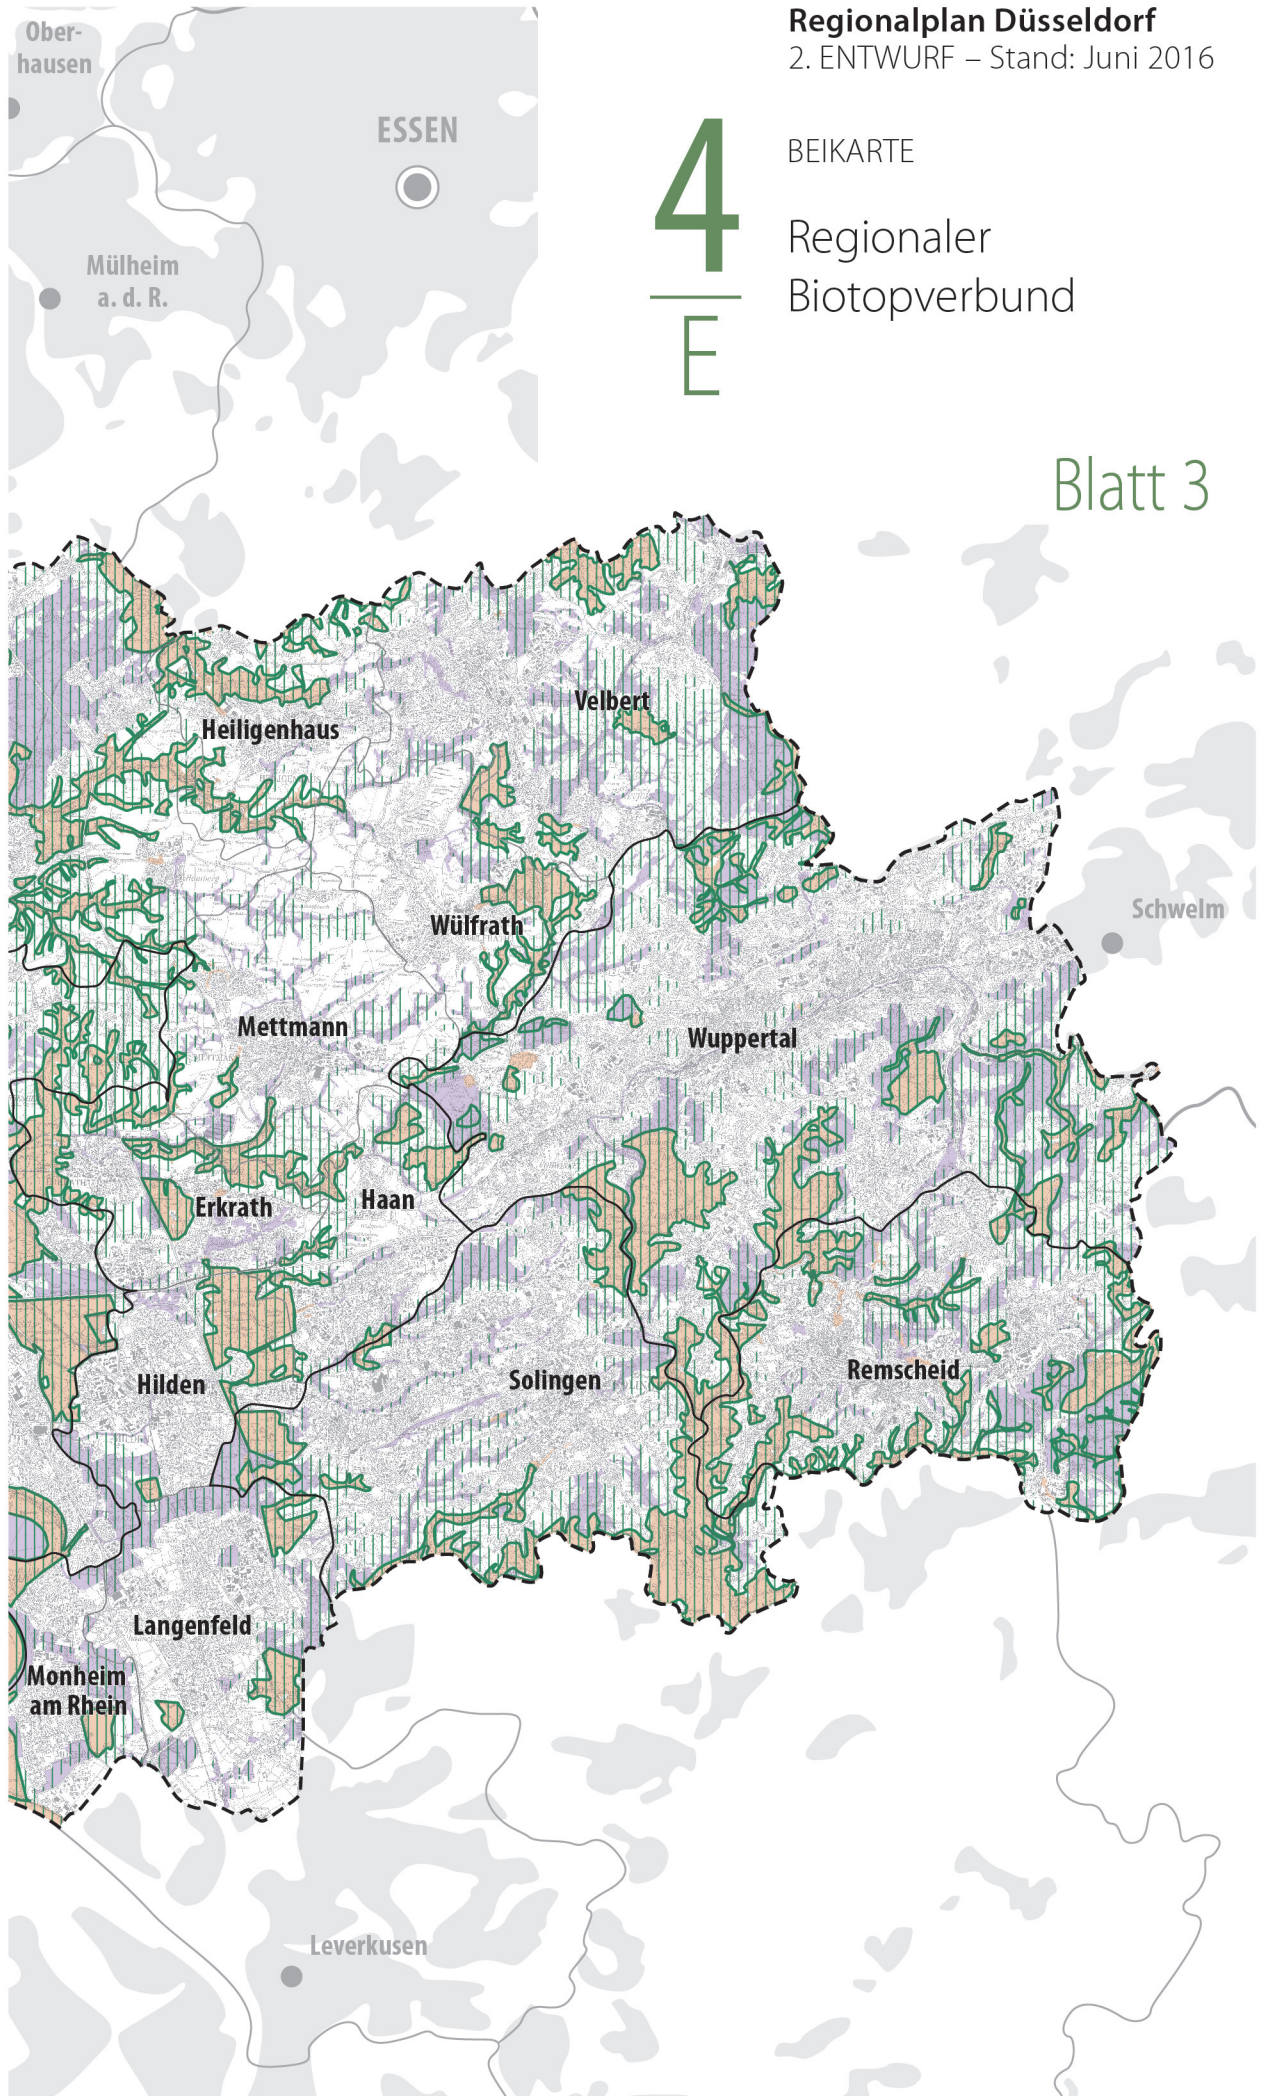 Regionalplan Düsseldorf
2. ENTWURF – Stand: Juni 2016
4
E
BEIKARTE
Regionaler
Biotopverbund
Blatt 3
Ober-
hausen
ESSEN
Mülheim
a. d. R.
Velbert
Heiligenhaus
Wülfrath
Schwelm
Mettmann
Wuppertal
Erkrath
Haan
Hilden
Solingen
Remscheid
Langenfeld
Monheim
am Rhein
Leverkusen